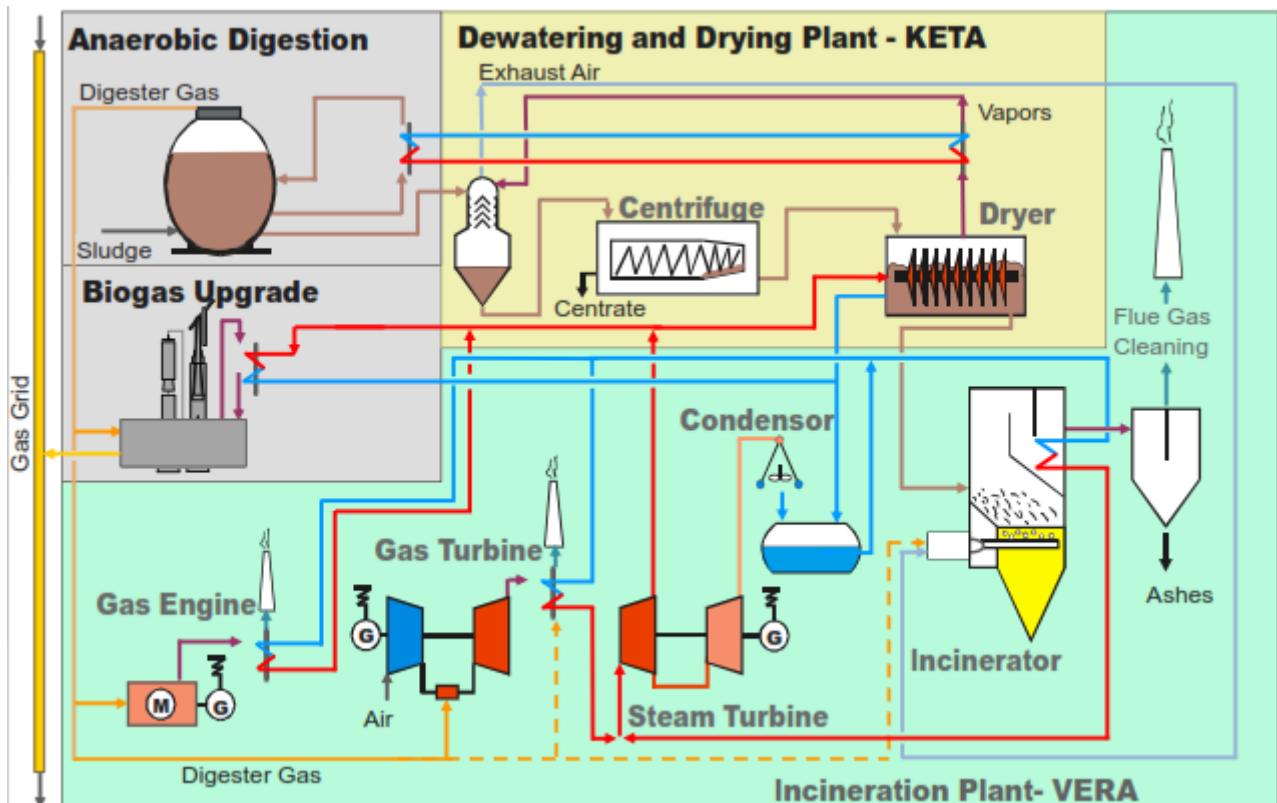 Anaerobic Digestion
Dewatering and Drying Plant - KETA
Exhaust Air
Digester Gas
Vapors
Centrifuge
Dryer
Sludge
Centrate
Biogas Upgrade
Flue Gas
Cleaning
Gas Grid
Condensor
Gas Turbine
Gas Engine
G
G
Ashes
Incinerator
M
G
Air
Steam Turbine
Digester Gas
Incineration Plant- VERA